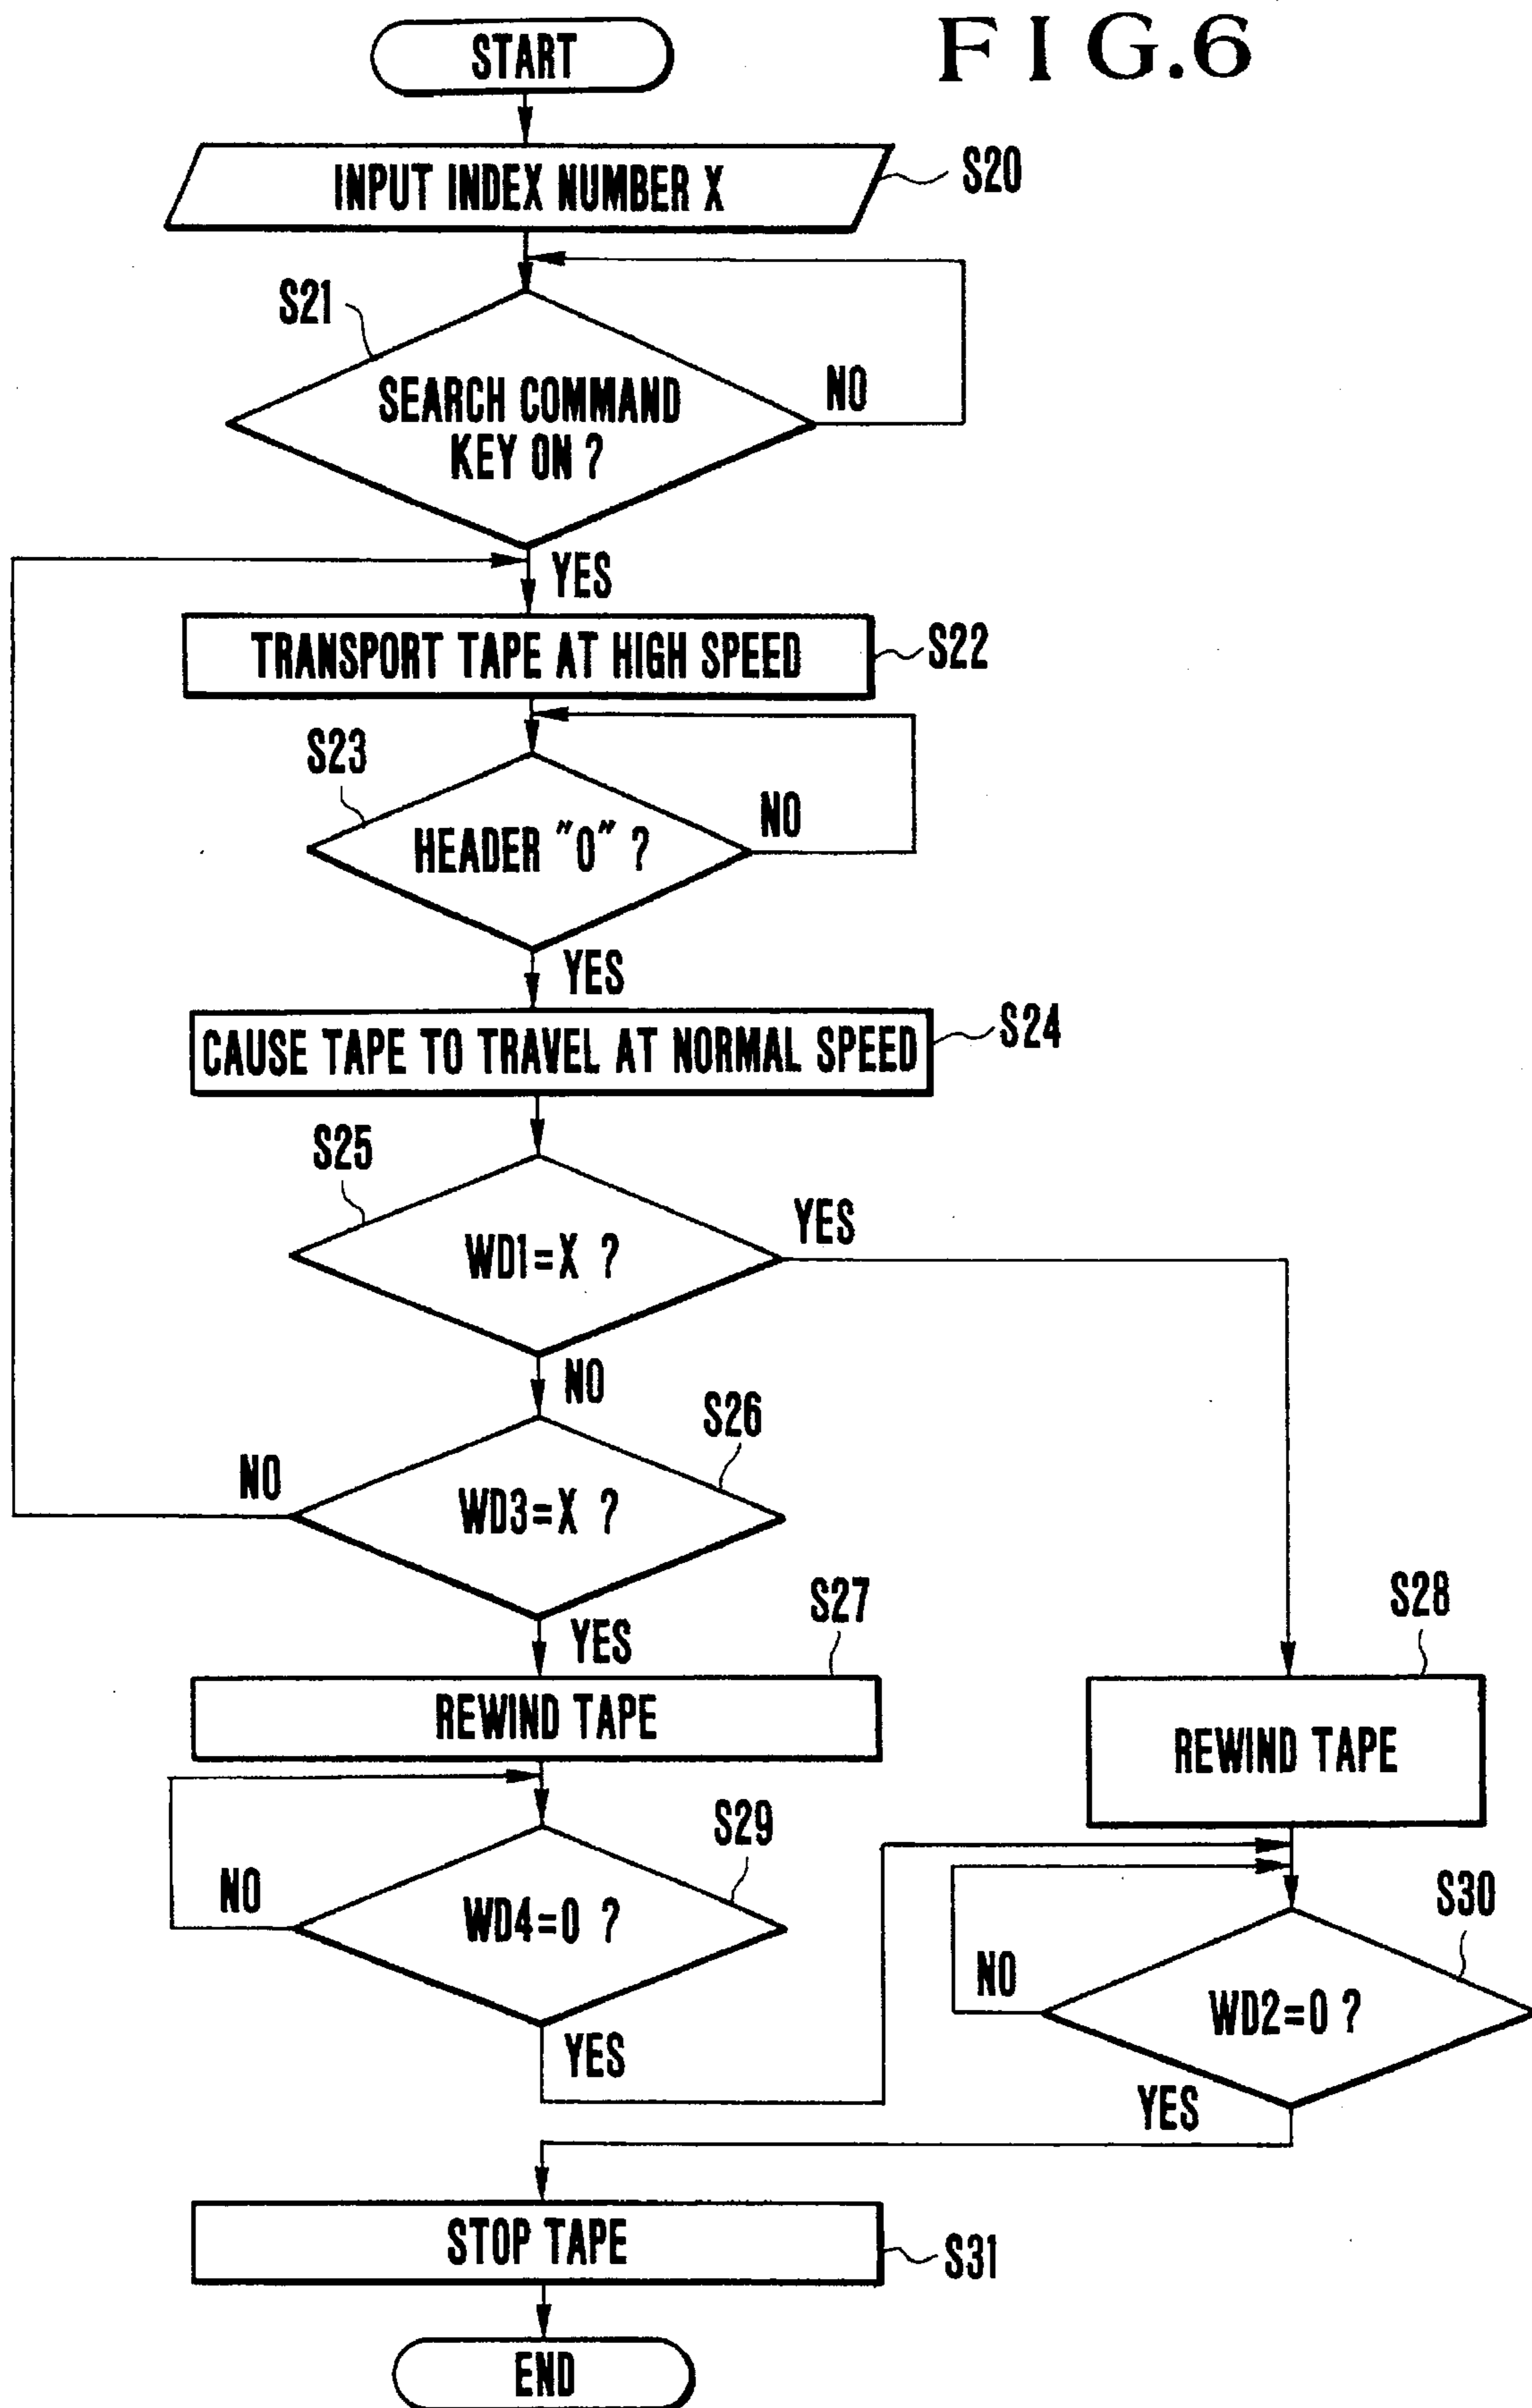 FIG.6
START
INPUT INDEX NUMBER X
S20
S21
SEARCH COMMAND
KEY ON ?
NO
YES
TRANSPORT TAPE AT HIGH SPEED
S22
S23
HEADER "0" ?
NO
YES
CAUSE TAPE TO TRAVEL AT NORMAL SPEED
S24
S25
WD1=X ?
YES
NO
S26
WD3=X ?
NO
YES
S27
REWIND TAPE
S28
REWIND TAPE
S29
WD4=0 ?
NO
YES
S30
WD2=0 ?
NO
YES
STOP TAPE
S31
END